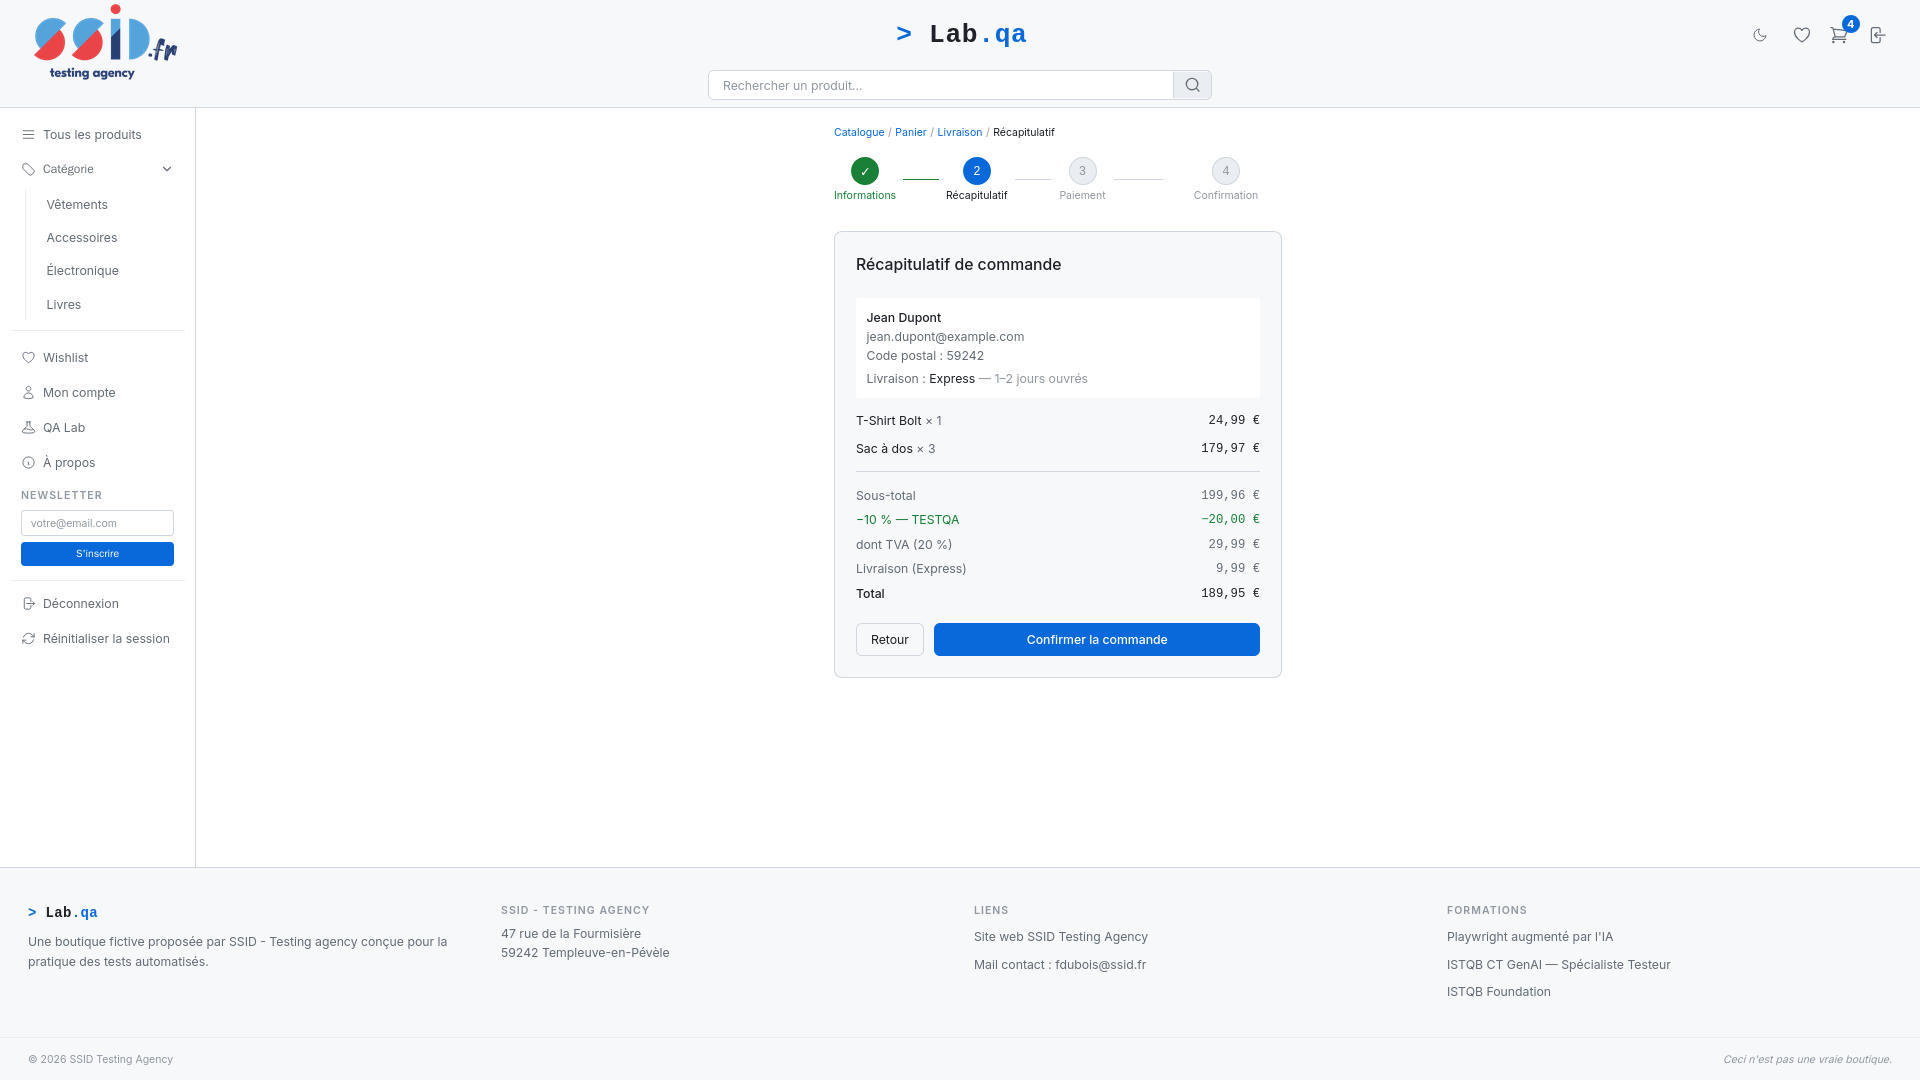 SSiD.fr
testing agency
> Lab.qa
4
Rechercher un produit...
Tous les produits
Catégorie
Vêtements
Accessoires
Électronique
Livres
Wishlist
Mon compte
QA Lab
À propos
NEWSLETTER
votre@email.com
S'inscrire
Déconnexion
Réinitialiser la session
Catalogue / Panier / Livraison / Récapitulatif
✓ 2 3 4
Informations Récapitulatif Paiement Confirmation
Récapitulatif de commande
Jean Dupont
jean.dupont@example.com
Code postal : 59242
Livraison : Express — 1–2 jours ouvrés
T-Shirt Bolt × 1 24,99 €
Sac à dos × 3 179,97 €
Sous-total 199,96 €
−10 % — TESTQA −20,00 €
dont TVA (20 %) 29,99 €
Livraison (Express) 9,99 €
Total 189,95 €
Retour Confirmer la commande
> Lab.qa
Une boutique fictive proposée par SSID - Testing agency conçue pour la
pratique des tests automatisés.
SSID - TESTING AGENCY
47 rue de la Fourmisière
59242 Templeuve-en-Pévèle
LIENS
Site web SSID Testing Agency
Mail contact : fdubois@ssid.fr
FORMATIONS
Playwright augmenté par l'IA
ISTQB CT GenAI — Spécialiste Testeur
ISTQB Foundation
© 2026 SSID Testing Agency
Ceci n'est pas une vraie boutique.